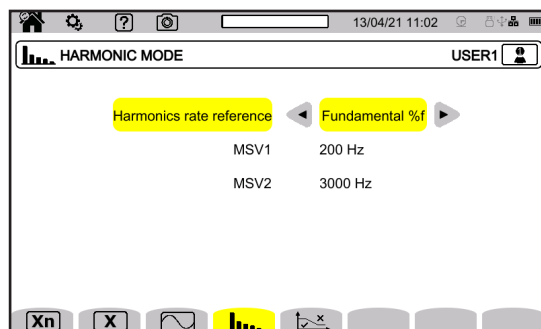 ? 13/04/21 11:02
HARMONIC MODE USER1
Harmonics rate reference Fundamental %f
MSV1 200 Hz
MSV2 3000 Hz
Xn X